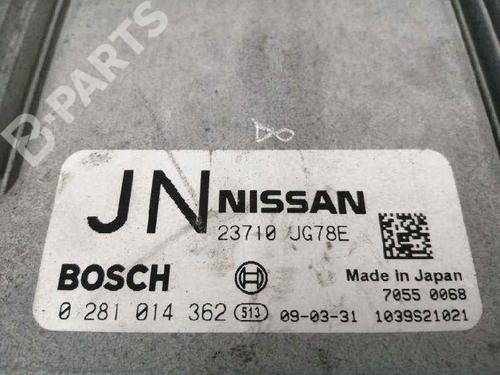 B-PARTS
JN NISSAN
23710 JG78E
BOSCH
Made in Japan
7055 0068
0 281 014 362 513 09-03-31 1039S21021